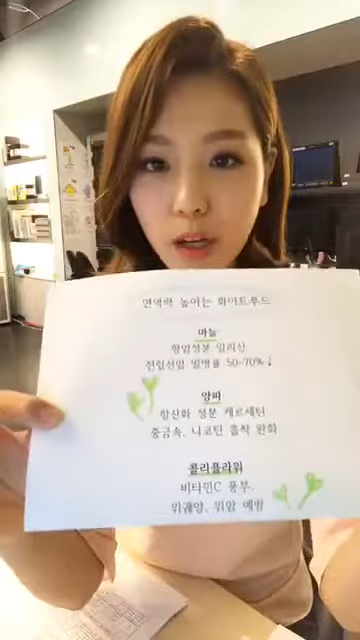 면역력 높이는 화이트푸드
마늘
항암성분 알리신
전립선암 발병률 50-70%↓
양파
항산화 성분 케르세틴
중금속, 니코틴 흡착 완화
콜리플라워
비타민C 풍부.
위궤양, 위암 예방